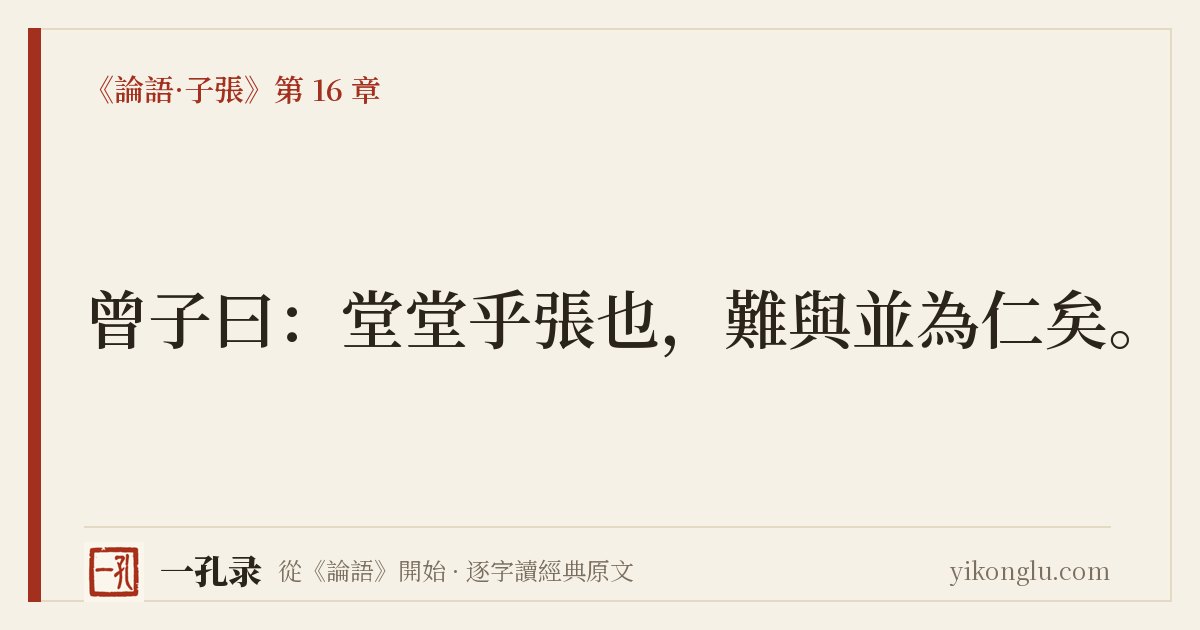 《論語·子張》第 16 章
曾子曰：堂堂乎張也，難與並為仁矣。
一孔
一孔录 從《論語》開始 · 逐字讀經典原文 yikonglu.com